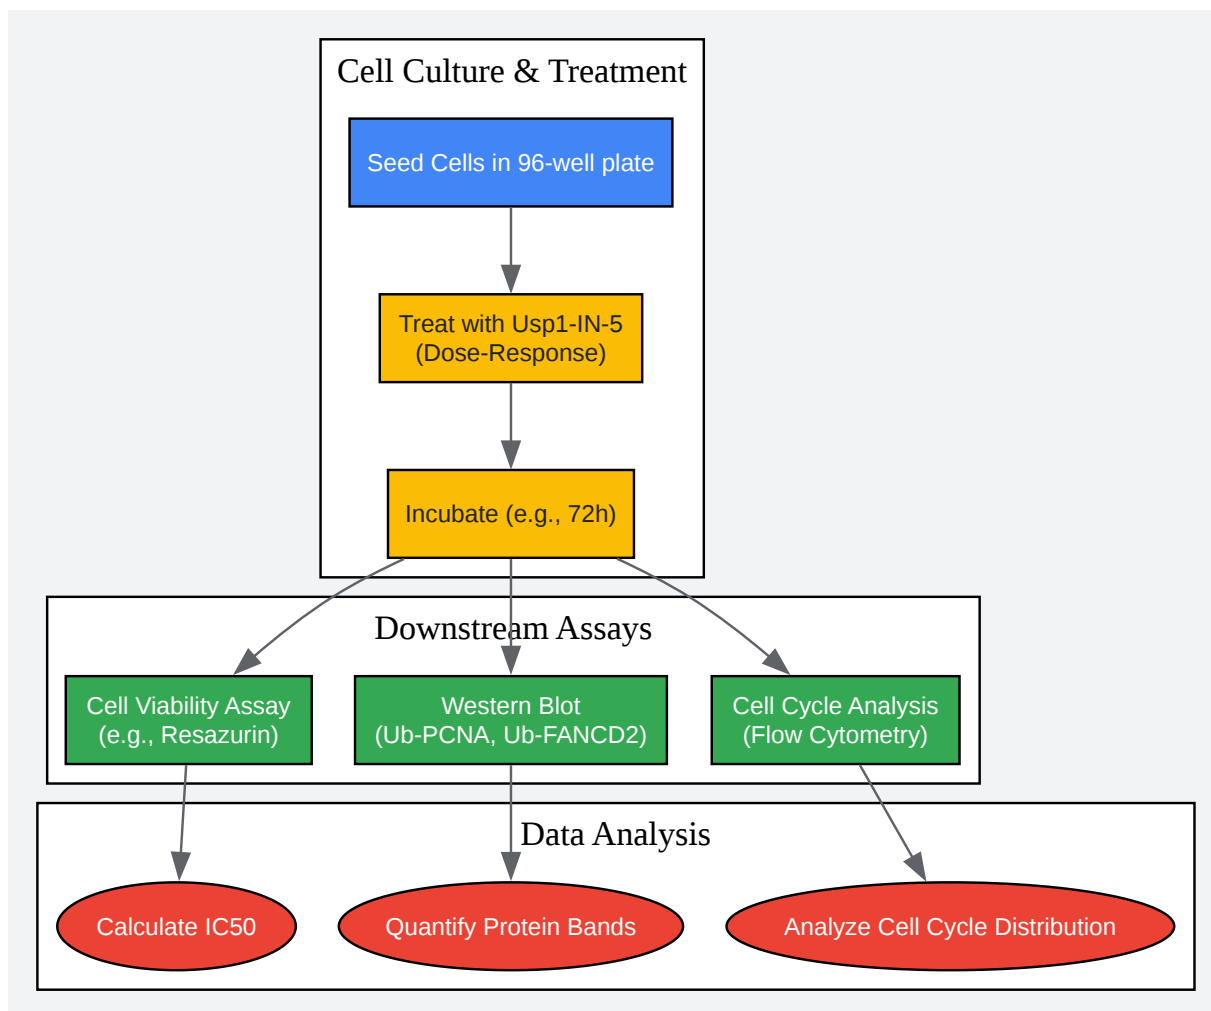 Cell Culture & Treatment
Seed Cells in 96-well plate
Treat with Usp1-IN-5
(Dose-Response)
Incubate (e.g., 72h)
Downstream Assays
Cell Viability Assay
(e.g., Resazurin)
Western Blot
(Ub-PCNA, Ub-FANCD2)
Cell Cycle Analysis
(Flow Cytometry)
Data Analysis
Calculate IC50
Quantify Protein Bands
Analyze Cell Cycle Distribution